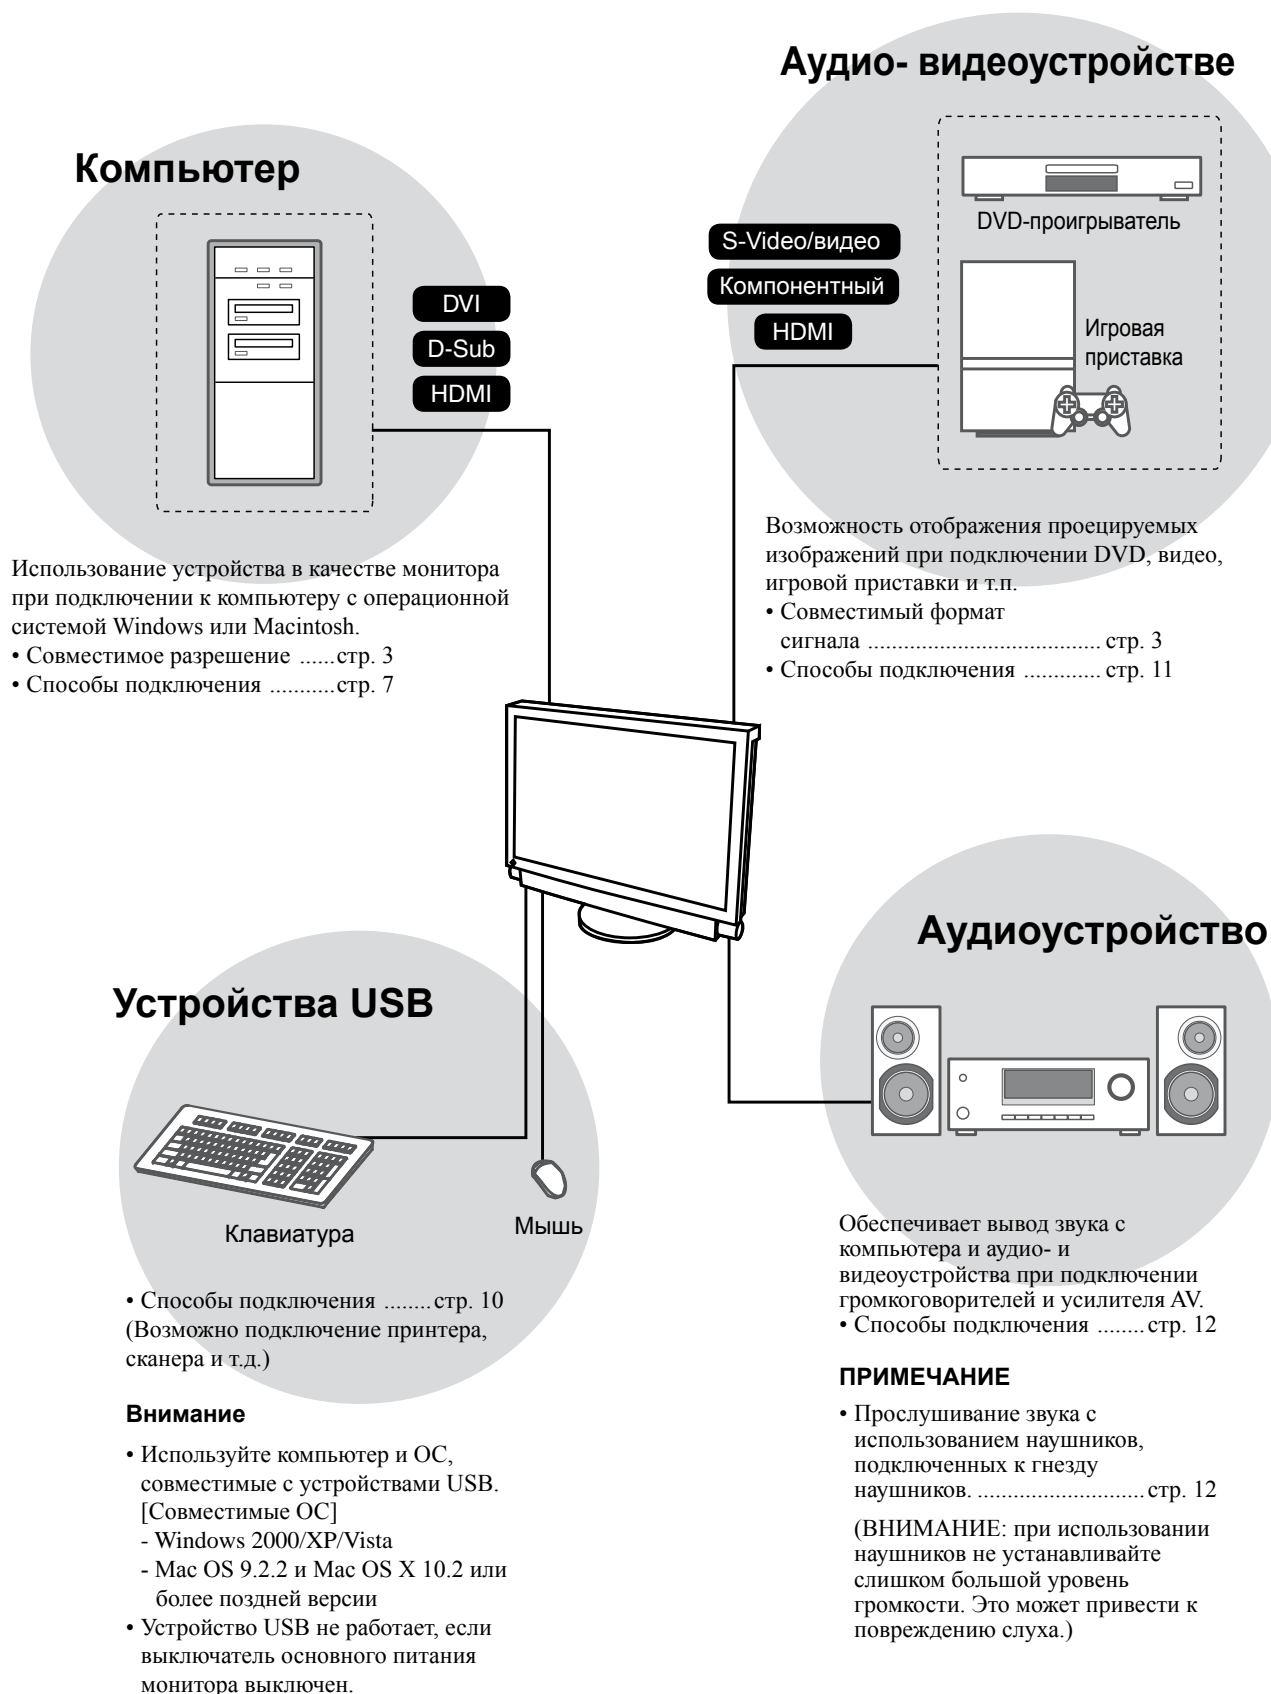 Аудио- видеоустройстве
DVD-проигрыватель
S-Video/видео
Компонентный
HDMI
Игровая
приставка
Возможность отображения проецируемых
изображений при подключении DVD, видео,
игровой приставки и т.п.
• Совместимый формат
сигнала ........................................ стр. 3
• Способы подключения ............. стр. 11
Компьютер
DVI
D-Sub
HDMI
Использование устройства в качестве монитора
при подключении к компьютеру с операционной
системой Windows или Macintosh.
• Совместимое разрешение ......стр. 3
• Способы подключения ...........стр. 7
Устройства USB
Клавиатура
Мышь
• Способы подключения ........стр. 10
(Возможно подключение принтера,
сканера и т.д.)
Внимание
• Используйте компьютер и ОС,
совместимые с устройствами USB.
[Совместимые ОС]
- Windows 2000/XP/Vista
- Mac OS 9.2.2 и Mac OS X 10.2 или
более поздней версии
• Устройство USB не работает, если
выключатель основного питания
монитора выключен.
Аудиоустройство
Обеспечивает вывод звука с
компьютера и аудио- и
видеоустройства при подключении
громкоговорителей и усилителя AV.
• Способы подключения ........стр. 12
ПРИМЕЧАНИЕ
• Прослушивание звука с
использованием наушников,
подключенных к гнезду
наушников. .............................стр. 12
(ВНИМАНИЕ: при использовании
наушников не устанавливайте
слишком большой уровень
громкости. Это может привести к
повреждению слуха.)